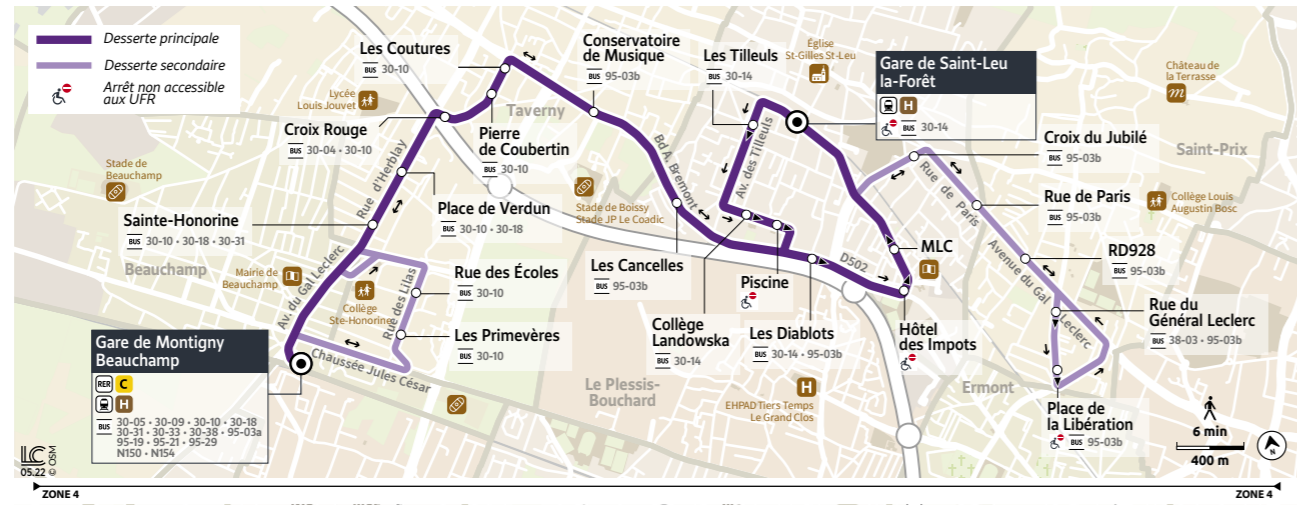 Desserte principale
Desserte secondaire
Arrêt non accessible
aux UFR
Les Coutures
BUS 30-10
Conservatoire
de Musique
BUS 95-03b
Les Tilleuls
BUS 30-14
Église
St-Gilles St-Leu
Gare de Saint-Leu
la-Forêt
H
BUS 30-14
Château de
la Terrasse
m
Lycée
Louis Jouvet
Taverny
Croix Rouge
BUS 30-04 • 30-10
Pierre
de Coubertin
BUS 30-10
Croix du Jubilé
BUS 95-03b
Saint-Prix
Stade de
Beauchamp
Rue d'Herblay
Bd A. Bremont
Av. des Tilleuls
Rue de Paris
Stade de Boissy
Stade JP Le Coadic
Rue de Paris
BUS 95-03b
Collège Louis
Augustin Bosc
Sainte-Honorine
BUS 30-10 • 30-18 • 30-31
Place de Verdun
BUS 30-10 • 30-18
Beauchamp
Mairie de
Beauchamp
Av. du Gal Leclerc
Collège
Ste-Honorine
Rue des Lilas
Rue des Écoles
BUS 30-10
Les Cancelles
BUS 95-03b
Piscine
D502
MLC
Avenue du Gal Leclerc
RD928
BUS 95-03b
Rue du
Général Leclerc
BUS 38-03 • 95-03b
Les Primevères
BUS 30-10
Collège
Landowska
BUS 30-14
Les Diablots
BUS 30-14 • 95-03b
Hôtel
des Impots
Gare de Montigny
Beauchamp
RER C
H
BUS 30-05 • 30-09 • 30-10 • 30-18
30-31 • 30-33 • 30-38 • 95-03a
95-19 • 95-21 • 95-29
N150 • N154
Chaussée Jules César
Le Plessis-
Bouchard
H
EHPAD Tiers Temps
Le Grand Clos
Ermont
Place de
la Libération
BUS 95-03b
6 min
400 m
N
LC
05.22 © OSM
ZONE 4
ZONE 4